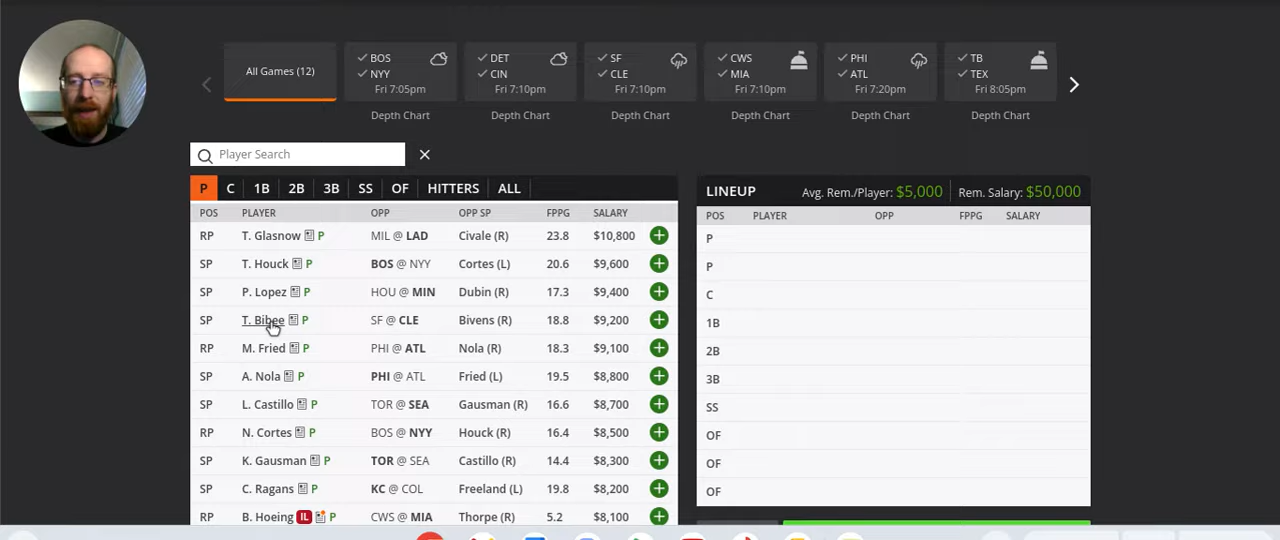 All Games (12)
BOS
NYY
Fri 7:05pm
Depth Chart
DET
CIN
Fri 7:10pm
Depth Chart
SF
CLE
Fri 7:10pm
Depth Chart
CWS
MIA
Fri 7:10pm
Depth Chart
PHI
ATL
Fri 7:20pm
Depth Chart
TB
TEX
Fri 8:05pm
Depth Chart
Player Search
P C 1B 2B 3B SS OF HITTERS ALL
POS PLAYER OPP OPP SP FPPG SALARY
RP T. Glasnow P MIL @ LAD Civale (R) 23.8 $10,800
SP T. Houck P BOS @ NYY Cortes (L) 20.6 $9,600
SP P. Lopez P HOU @ MIN Dubin (R) 17.3 $9,400
SP T. Bibee P SF @ CLE Bivens (R) 18.8 $9,200
RP M. Fried P PHI @ ATL Nola (R) 18.3 $9,100
SP A. Nola P PHI @ ATL Fried (L) 19.5 $8,800
SP L. Castillo P TOR @ SEA Gausman (R) 16.6 $8,700
RP N. Cortes P BOS @ NYY Houck (R) 16.4 $8,500
SP K. Gausman P TOR @ SEA Castillo (R) 14.4 $8,300
SP C. Ragans P KC @ COL Freeland (L) 19.8 $8,200
RP B. Hoeing IL P CWS @ MIA Thorpe (R) 5.2 $8,100
LINEUP Avg. Rem./Player: $5,000 Rem. Salary: $50,000
POS PLAYER OPP FPPG SALARY
P
P
C
1B
2B
3B
SS
OF
OF
OF